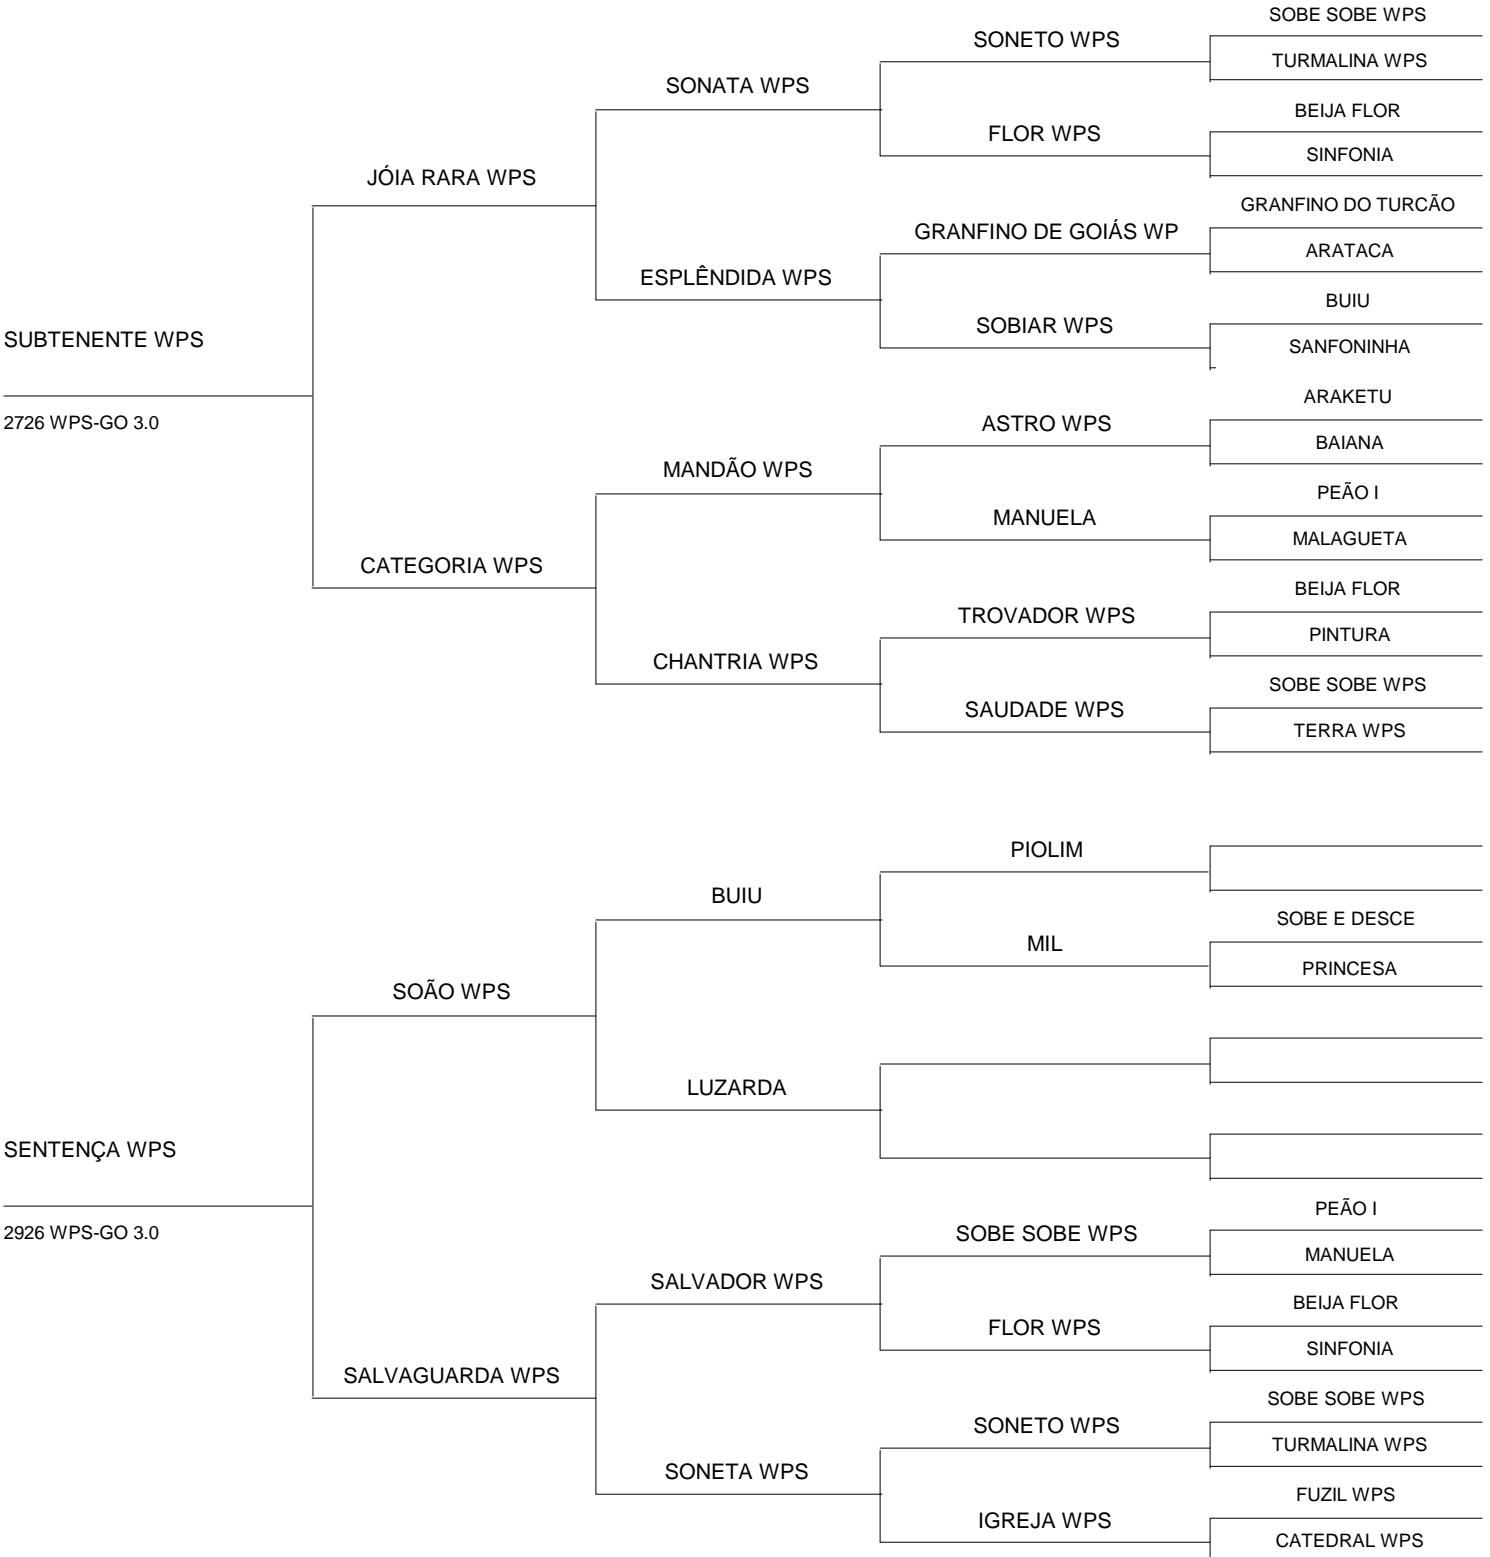 SOBE SOBE WPS
SONETO WPS
TURMALINA WPS
SONATA WPS
BEIJA FLOR
FLOR WPS
SINFONIA
JÓIA RARA WPS
GRANFINO DO TURCÃO
GRANFINO DE GOIÁS WP
ARATACA
ESPLÊNDIDA WPS
BUIU
SOBIAR WPS
SANFONINHA
SUBTENENTE WPS
2726 WPS-GO 3.0
ARAKETU
ASTRO WPS
BAIANA
MANDÃO WPS
PEÃO I
MANUELA
MALAGUETA
CATEGORIA WPS
BEIJA FLOR
TROVADOR WPS
PINTURA
CHANTRIA WPS
SOBE SOBE WPS
SAUDADE WPS
TERRA WPS
PIOLIM
BUIU
SOBE E DESCE
MIL
PRINCESA
SOÃO WPS
LUZARDA
SENTENÇA WPS
2926 WPS-GO 3.0
PEÃO I
SOBE SOBE WPS
MANUELA
SALVADOR WPS
BEIJA FLOR
FLOR WPS
SINFONIA
SALVAGUARDA WPS
SOBE SOBE WPS
SONETO WPS
TURMALINA WPS
SONETA WPS
FUZIL WPS
IGREJA WPS
CATEDRAL WPS